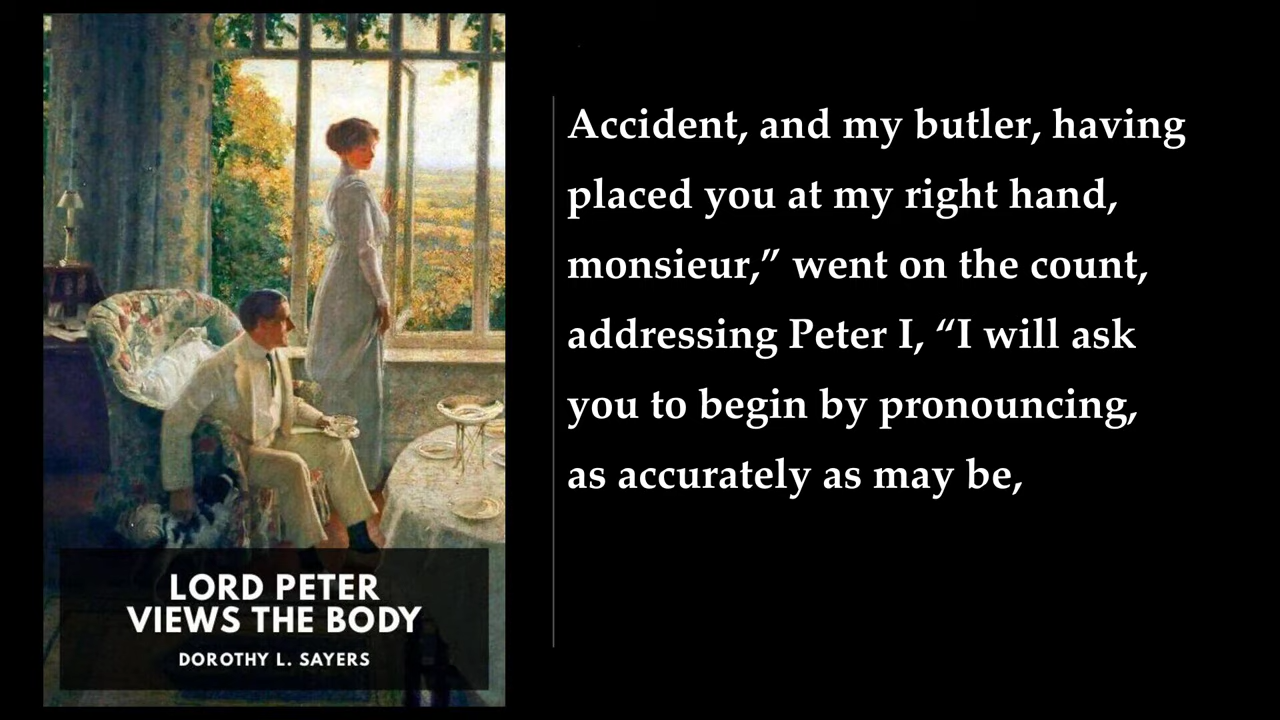 Accident, and my butler, having
placed you at my right hand,
monsieur,” went on the count,
addressing Peter I, “I will ask
you to begin by pronouncing,
as accurately as may be,
LORD PETER
VIEWS THE BODY
DOROTHY L. SAYERS